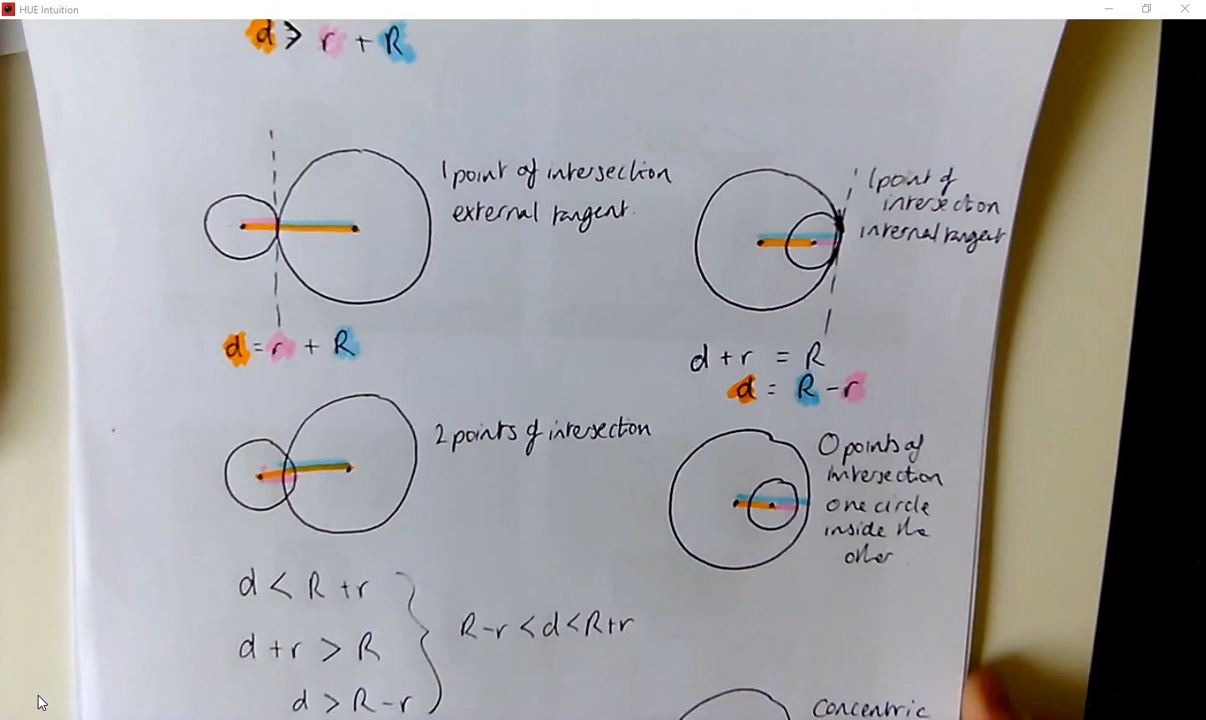 HUE Intuition
d > r + R
1 point of intersection
external tangent.
d = r + R
2 points of intersection
d < R + r
d + r > R
d > R - r
R - r < d < R + r
1 point of
intersection
internal tangent
d + r = R
d = R - r
0 points of
intersection
one circle
inside the
other
Concentric